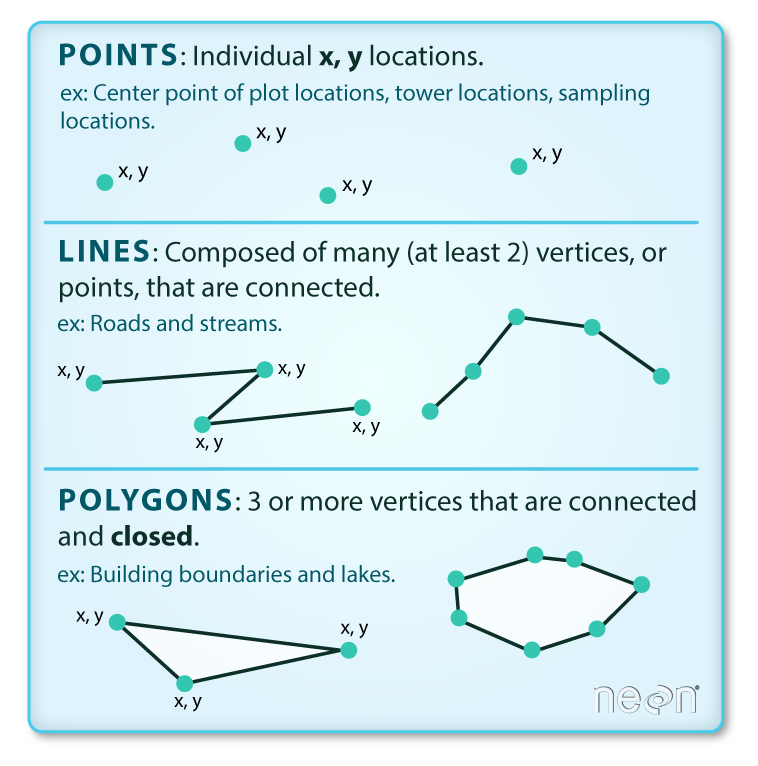 POINTS: Individual x, y locations.
ex: Center point of plot locations, tower locations, sampling
locations.
x, y
x, y
x, y
x, y
LINES: Composed of many (at least 2) vertices, or
points, that are connected.
ex: Roads and streams.
x, y
x, y
x, y
x, y
POLYGONS: 3 or more vertices that are connected
and closed.
ex: Building boundaries and lakes.
x, y
x, y
x, y
neon®